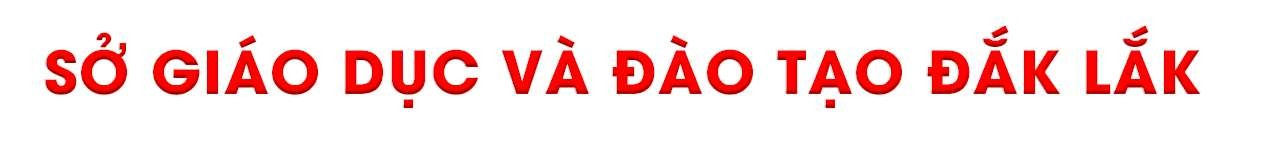 SỞ GIÁO DỤC VÀ ĐÀO TẠO ĐẮK LẮK